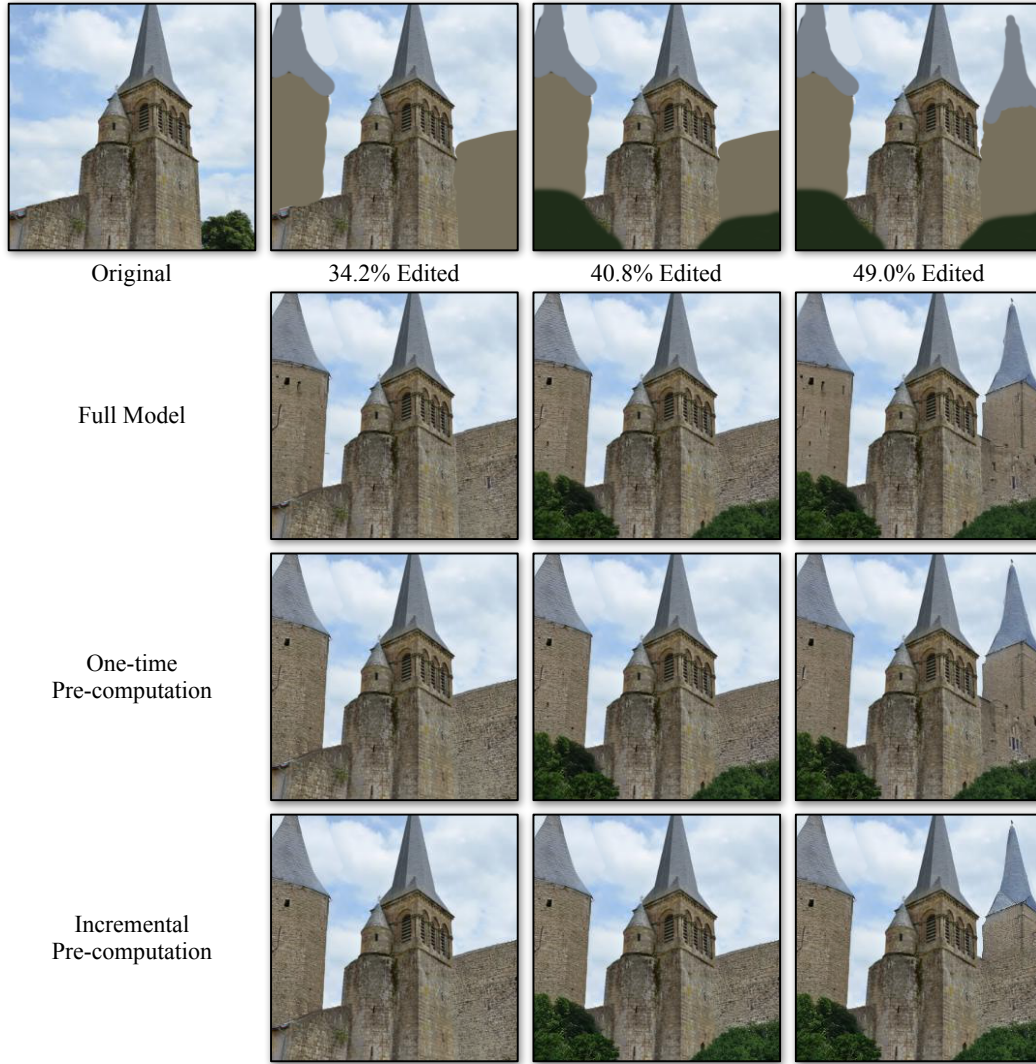 Original
34.2% Edited
40.8% Edited
49.0% Edited
Full Model
One-time
Pre-computation
Incremental
Pre-computation